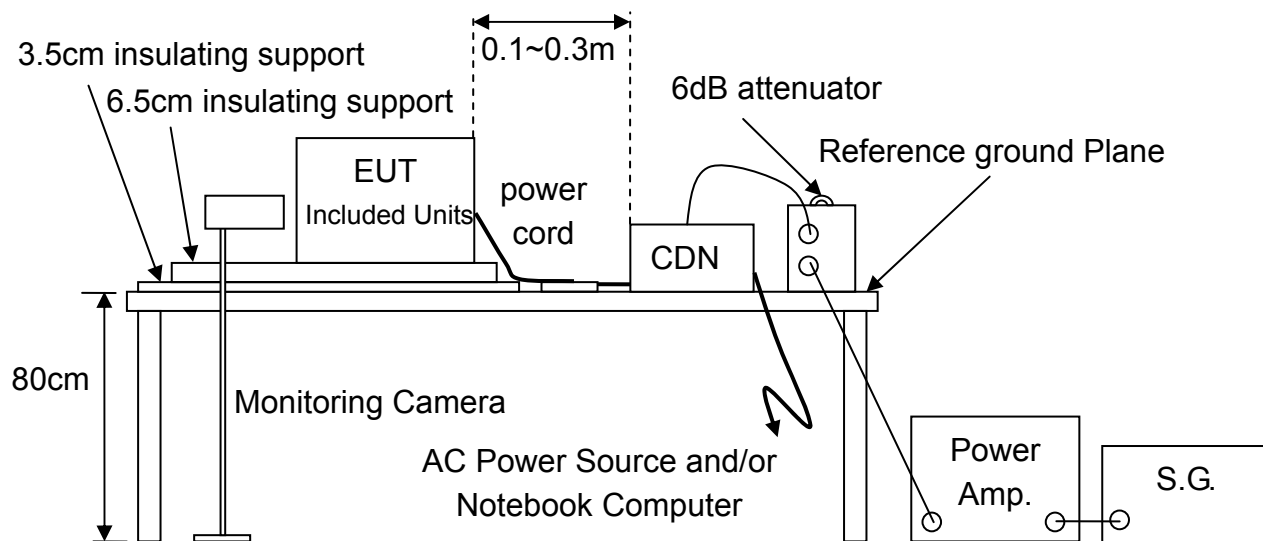 0.1~0.3m
3.5cm insulating support
6.5cm insulating support
6dB attenuator
Reference ground Plane
EUT
Included Units
power
cord
CDN
80cm
Monitoring Camera
AC Power Source and/or
Notebook Computer
Power
Amp.
S.G.